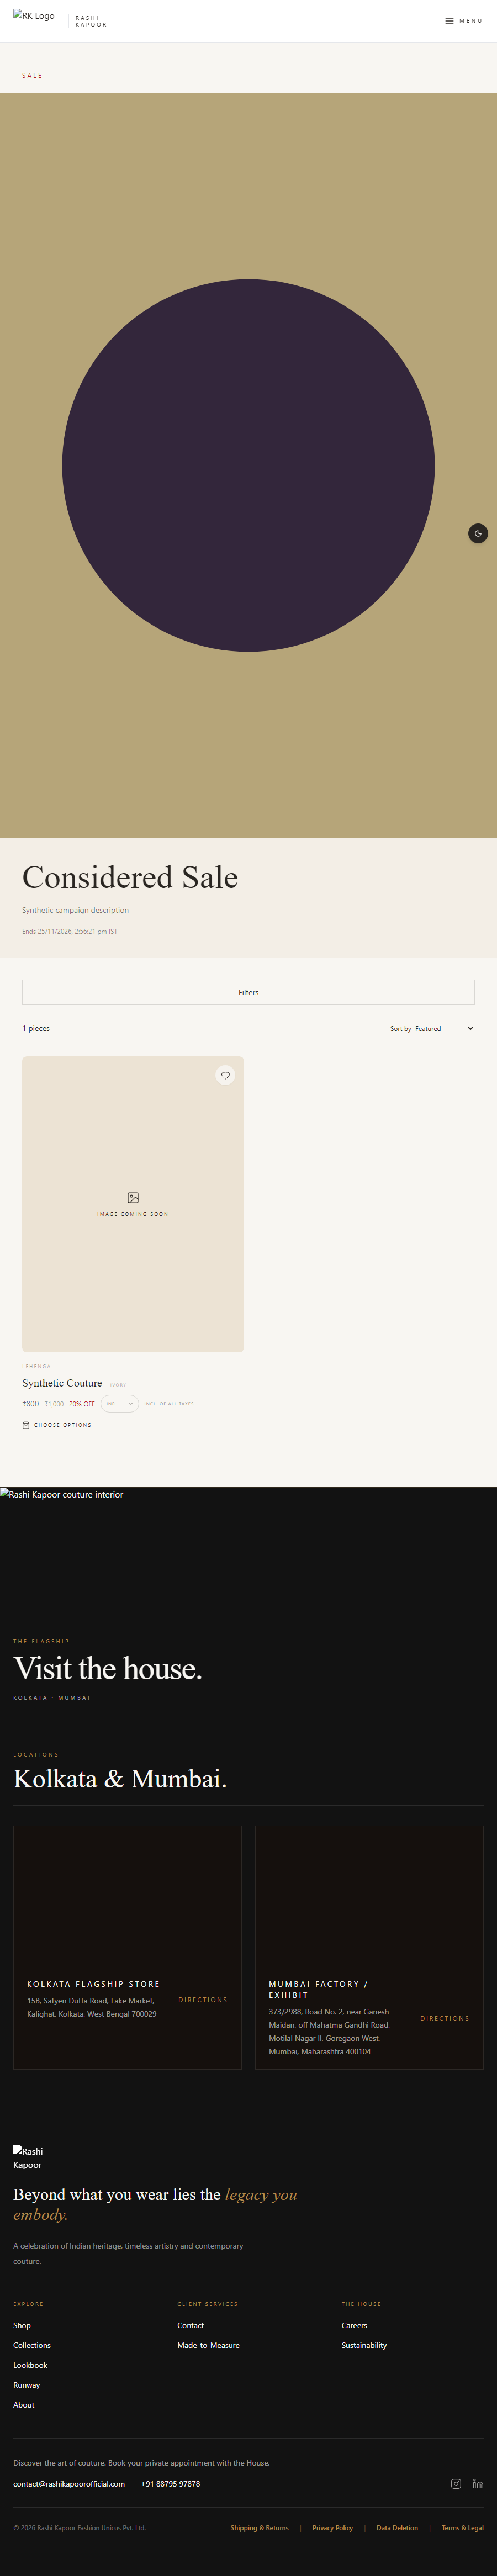 RK Logo
RASHI
KAPOOR
MENU
SALE
Considered Sale
Synthetic campaign description
Ends 25/11/2026, 2:56:21 pm IST
Filters
1 pieces
Sort by Featured
IMAGE COMING SOON
LEHENGA
Synthetic Couture IVORY
₹800 ₹1,000 20% OFF INR INCL. OF ALL TAXES
CHOOSE OPTIONS
Rashi Kapoor couture interior
THE FLAGSHIP
Visit the house.
KOLKATA · MUMBAI
LOCATIONS
Kolkata & Mumbai.
KOLKATA FLAGSHIP STORE
15B, Satyen Dutta Road, Lake Market,
Kalighat, Kolkata, West Bengal 700029
DIRECTIONS
MUMBAI FACTORY /
EXHIBIT
373/2988, Road No. 2, near Ganesh
Maidan, off Mahatma Gandhi Road,
Motilal Nagar II, Goregaon West,
Mumbai, Maharashtra 400104
DIRECTIONS
Rashi
Kapoor
Beyond what you wear lies the legacy you
embody.
A celebration of Indian heritage, timeless artistry and contemporary
couture.
EXPLORE
Shop
Collections
Lookbook
Runway
About
CLIENT SERVICES
Contact
Made-to-Measure
THE HOUSE
Careers
Sustainability
Discover the art of couture. Book your private appointment with the House.
contact@rashikapoorofficial.com +91 88795 97878
© 2026 Rashi Kapoor Fashion Unicus Pvt. Ltd.
Shipping & Returns | Privacy Policy | Data Deletion | Terms & Legal